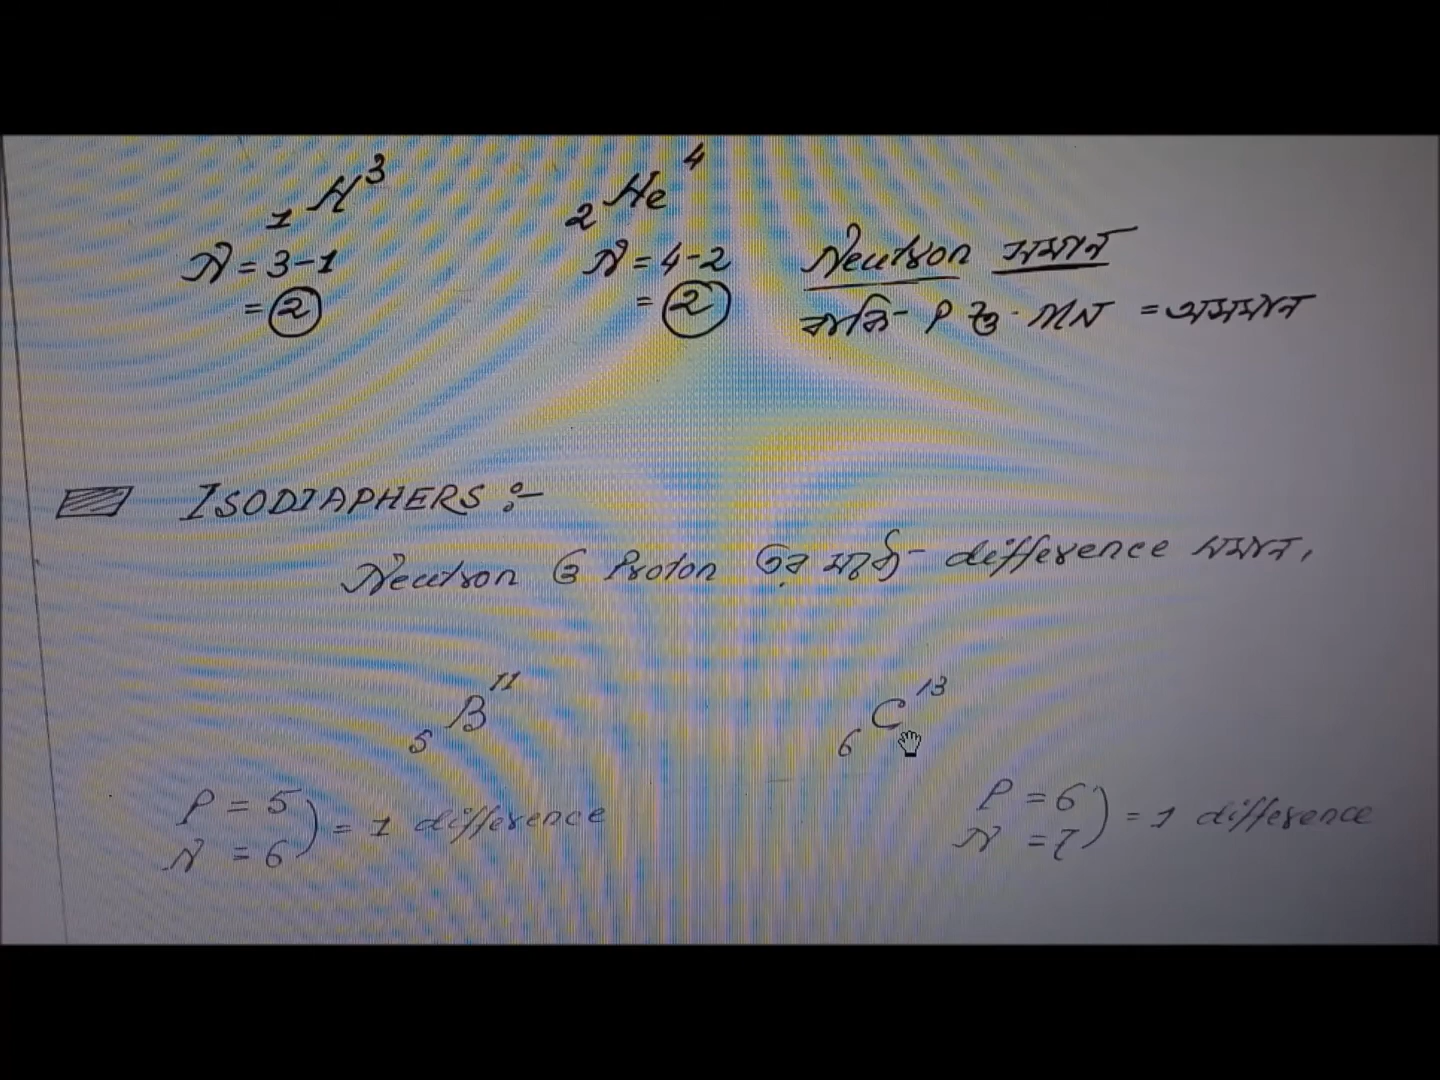 ₁H³ ₂He⁴
N = 3-1 N = 4-2 Neutron সমান
= 2 = 2 বাকি P ও MN = অসমান
ISODIAPHERS :-
Neutron ও Proton এর মধ্যে difference সমান,
₅B¹¹ ₆C¹³
P = 5 P = 6
N = 6 ) = 1 difference N = 7 ) = 1 difference